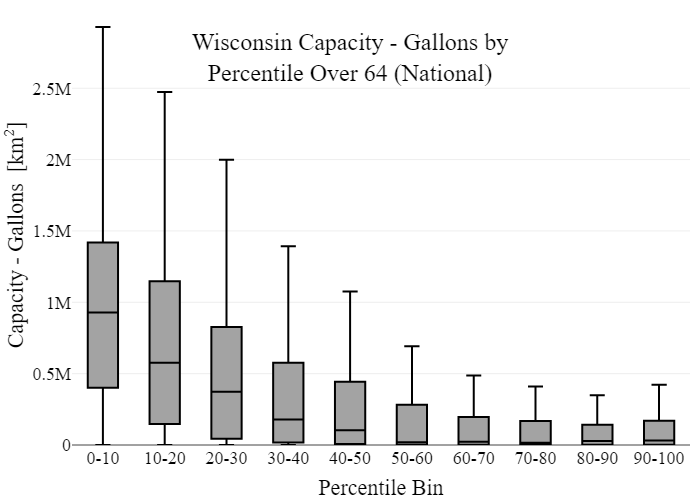 Wisconsin Capacity - Gallons by
Percentile Over 64 (National)
Capacity - Gallons [km²]
2.5M
2M
1.5M
1M
0.5M
0
0-10 10-20 20-30 30-40 40-50 50-60 60-70 70-80 80-90 90-100
Percentile Bin